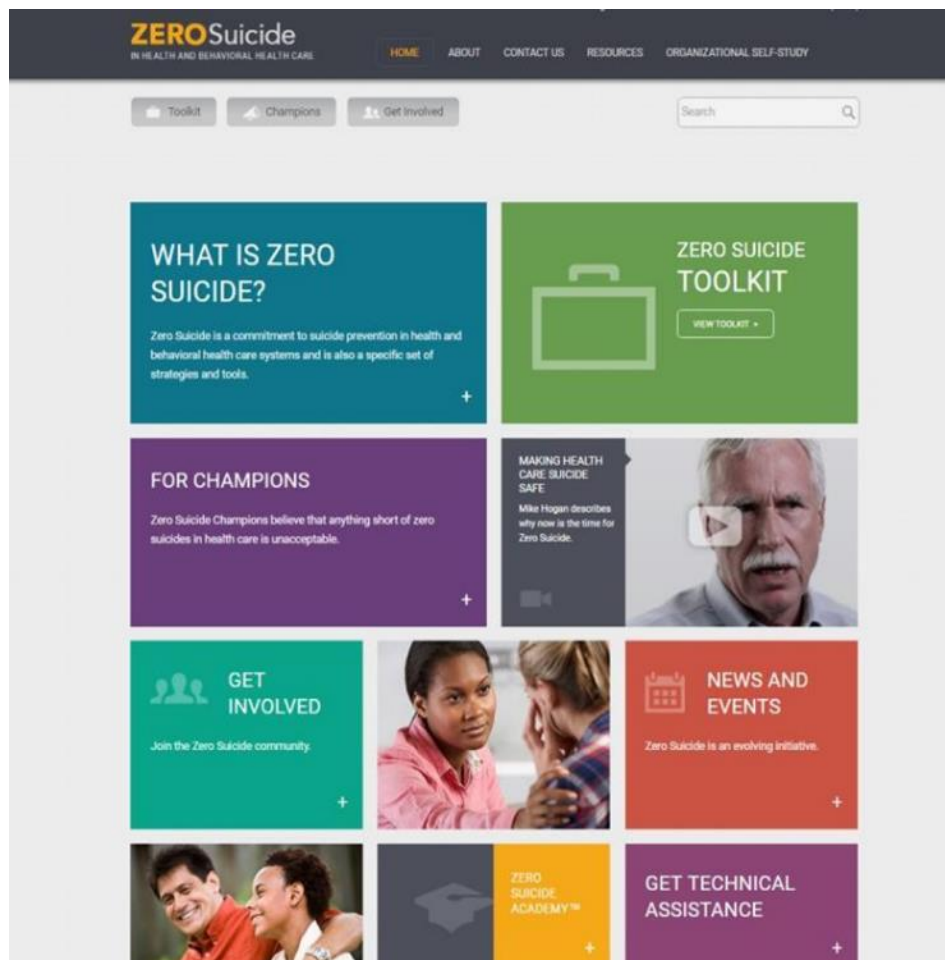 ZEROSuicide
IN HEALTH AND BEHAVIORAL HEALTH CARE
HOME ABOUT CONTACT US RESOURCES ORGANIZATIONAL SELF-STUDY
Toolkit Champions Get Involved Search
WHAT IS ZERO
SUICIDE?
Zero Suicide is a commitment to suicide prevention in health and
behavioral health care systems and is also a specific set of
strategies and tools.
+
ZERO SUICIDE
TOOLKIT
VIEW TOOLKIT +
FOR CHAMPIONS
Zero Suicide Champions believe that anything short of zero
suicides in health care is unacceptable.
+
MAKING HEALTH
CARE SUICIDE
SAFE
Mike Hogan describes
why now is the time for
Zero Suicide.
GET
INVOLVED
Join the Zero Suicide community.
+
NEWS AND
EVENTS
Zero Suicide is an evolving initiative.
+
ZERO
SUICIDE
ACADEMY™
+
GET TECHNICAL
ASSISTANCE
+